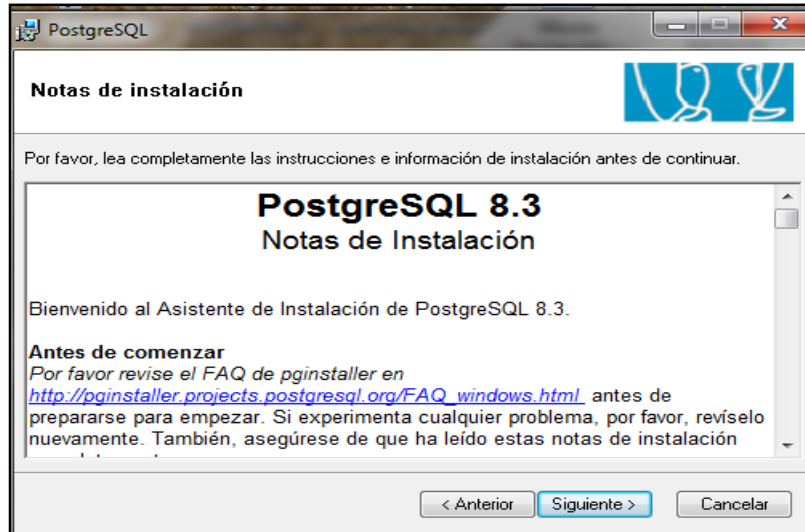 PostgreSQL
Notas de instalación
Por favor, lea completamente las instrucciones e información de instalación antes de continuar.
PostgreSQL 8.3
Notas de Instalación
Bienvenido al Asistente de Instalación de PostgreSQL 8.3.
Antes de comenzar
Por favor revise el FAQ de pginstaller en
http://pginstaller.projects.postgresql.org/FAQ_windows.html antes de
prepararse para empezar. Si experimenta cualquier problema, por favor, revíselo
nuevamente. También, asegúrese de que ha leído estas notas de instalación
< Anterior
Siguiente >
Cancelar